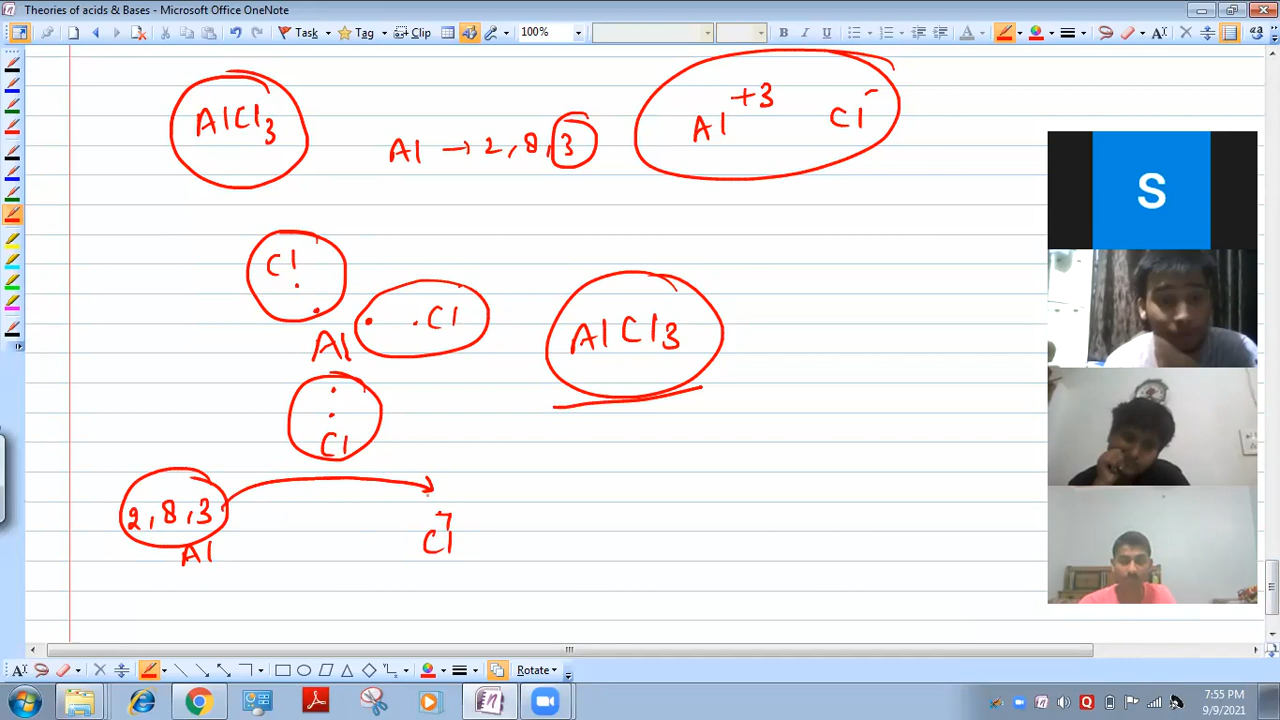 Theories of acids & Bases - Microsoft Office OneNote
Task Tag Clip 100% B I U A
AlCl3
Al → 2, 8, 3
Al +3 Cl -
S
Cl
Cl
Al
Cl
AlCl3
2, 8, 3
Al
7
Cl
Rotate
7:55 PM
9/9/2021